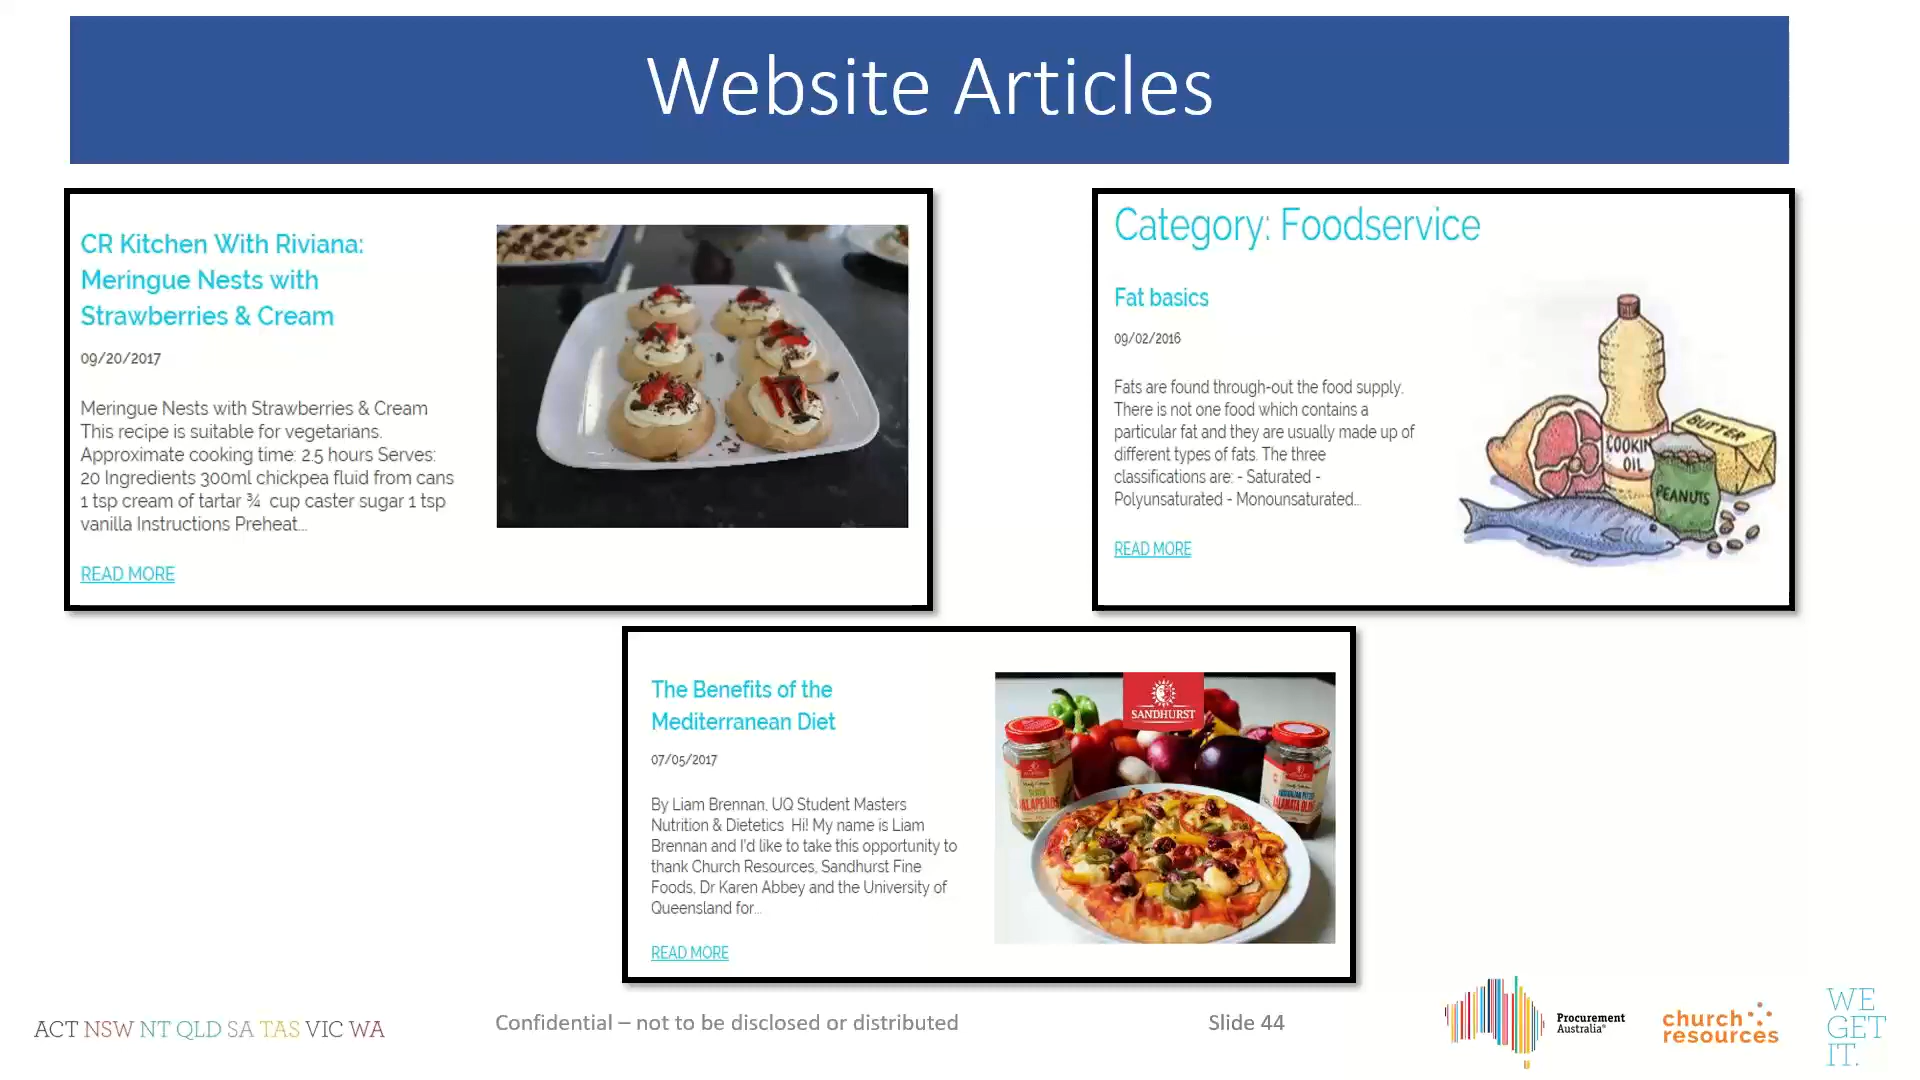 Website Articles
CR Kitchen With Riviana:
Meringue Nests with
Strawberries & Cream
09/20/2017
Meringue Nests with Strawberries & Cream
This recipe is suitable for vegetarians.
Approximate cooking time: 2.5 hours Serves:
20 Ingredients 300ml chickpea fluid from cans
1 tsp cream of tartar ¾ cup caster sugar 1 tsp
vanilla Instructions Preheat...
READ MORE
Category: Foodservice
Fat basics
09/02/2016
Fats are found through-out the food supply.
There is not one food which contains a
particular fat and they are usually made up of
different types of fats. The three
classifications are: - Saturated -
Polyunsaturated - Monounsaturated...
READ MORE
COOKIN
OIL
BUTTER
PEANUTS
The Benefits of the
Mediterranean Diet
07/05/2017
By Liam Brennan, UQ Student Masters
Nutrition & Dietetics Hi! My name is Liam
Brennan and I'd like to take this opportunity to
thank Church Resources, Sandhurst Fine
Foods, Dr Karen Abbey and the University of
Queensland for...
READ MORE
SANDHURST
ACT NSW NT QLD SA TAS VIC WA
Confidential – not to be disclosed or distributed
Slide 44
Procurement
Australia®
church
resources
WE
GET
IT.